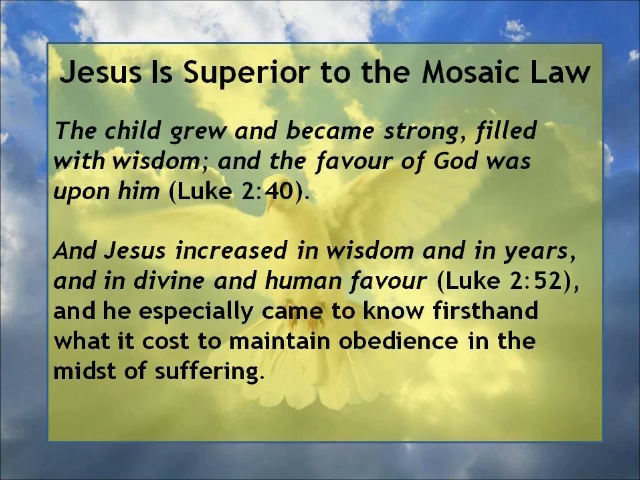 Jesus Is Superior to the Mosaic Law
The child grew and became strong, filled
with wisdom; and the favour of God was
upon him (Luke 2:40).
And Jesus increased in wisdom and in years,
and in divine and human favour (Luke 2:52),
and he especially came to know firsthand
what it cost to maintain obedience in the
midst of suffering.